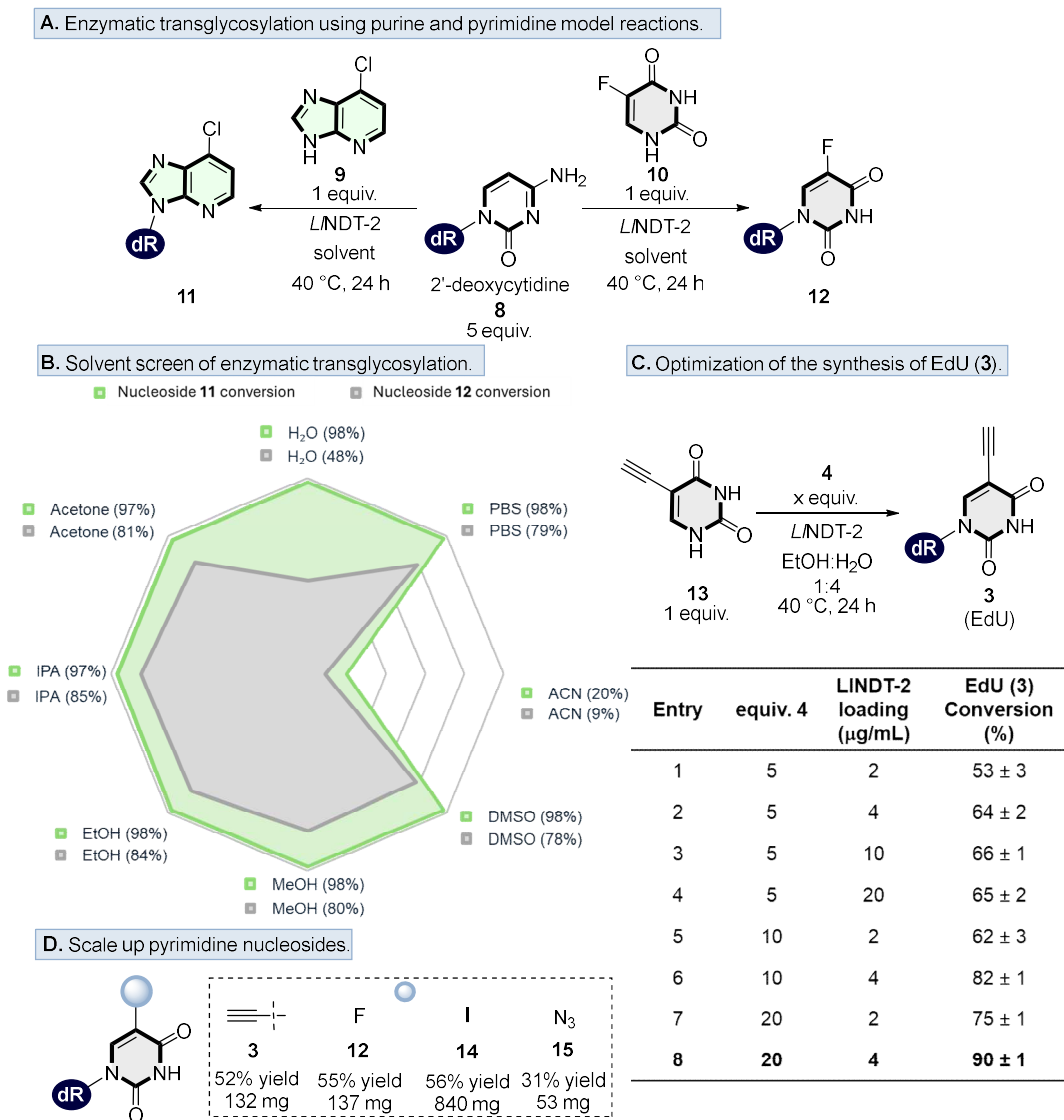 A. Enzymatic transglycosylation using purine and pyrimidine model reactions.
Cl
N
N
H
N
9
1 equiv.
LlNDT-2
solvent
40 °C, 24 h
Cl
N
N
N
dR
11
NH₂
N
N
O
dR
2'-deoxycytidine
8
5 equiv.
O
F
NH
N
H
O
10
1 equiv.
LlNDT-2
solvent
40 °C, 24 h
F
O
N
NH
O
dR
12
B. Solvent screen of enzymatic transglycosylation.
Nucleoside 11 conversion
Nucleoside 12 conversion
H₂O (98%)
H₂O (48%)
PBS (98%)
PBS (79%)
ACN (20%)
ACN (9%)
DMSO (98%)
DMSO (78%)
MeOH (98%)
MeOH (80%)
EtOH (98%)
EtOH (84%)
IPA (97%)
IPA (85%)
Acetone (97%)
Acetone (81%)
C. Optimization of the synthesis of EdU (3).
O
NH
N
H
O
13
1 equiv.
4
x equiv.
LlNDT-2
EtOH:H₂O
1:4
40 °C, 24 h
O
N
NH
O
dR
3
(EdU)
Entry equiv. 4 LlNDT-2 loading (μg/mL) EdU (3) Conversion (%)
1 5 2 53 ± 3
2 5 4 64 ± 2
3 5 10 66 ± 1
4 5 20 65 ± 2
5 10 2 62 ± 3
6 10 4 82 ± 1
7 20 2 75 ± 1
8 20 4 90 ± 1
D. Scale up pyrimidine nucleosides.
O
N
NH
O
dR
F I N₃
3 12 14 15
52% yield 55% yield 56% yield 31% yield
132 mg 137 mg 840 mg 53 mg